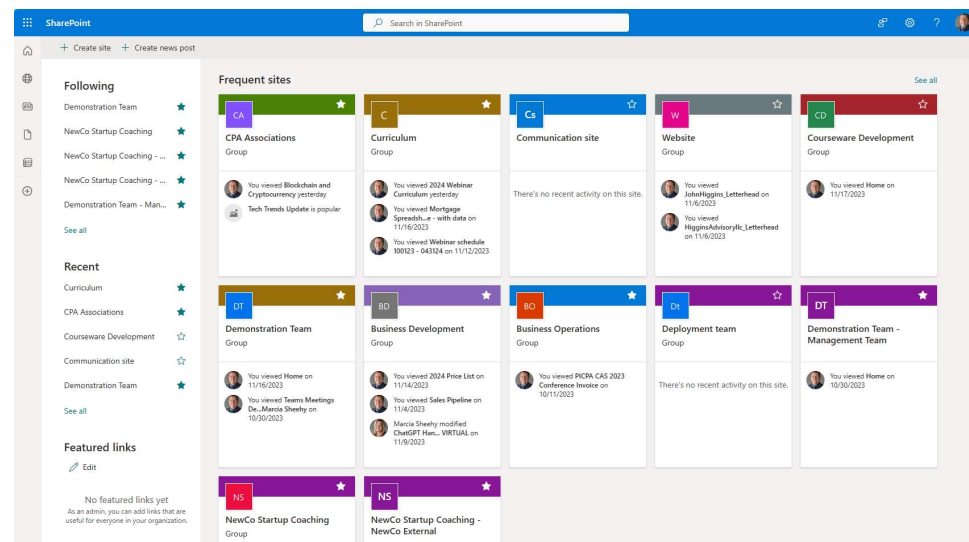 SharePoint
Search in SharePoint
?
+ Create site + Create news post
Following
Demonstration Team
NewCo Startup Coaching
NewCo Startup Coaching - ...
NewCo Startup Coaching - ...
Demonstration Team - Man...
See all
Recent
Curriculum
CPA Associations
Courseware Development
Communication site
Demonstration Team
See all
Featured links
Edit
No featured links yet
As an admin, you can add links that are
useful for everyone in your organization.
Frequent sites
See all
CA
CPA Associations
Group
You viewed Blockchain and
Cryptocurrency yesterday
Tech Trends Update is popular
C
Curriculum
Group
You viewed 2024 Webinar
Curriculum yesterday
You viewed Mortgage
Spreadsh...e - with data on
11/16/2023
You viewed Webinar schedule
100123 - 043124 on 11/12/2023
Cs
Communication site
There's no recent activity on this site.
W
Website
Group
You viewed
JohnHiggins_Letterhead on
11/6/2023
You viewed
HigginsAdvisoryllc_Letterhead
on 11/6/2023
CD
Courseware Development
Group
You viewed Home on
11/17/2023
DT
Demonstration Team
Group
You viewed Home on
11/16/2023
You viewed Teams Meetings
De...Marcia Sheehy on
10/30/2023
BD
Business Development
Group
You viewed 2024 Price List on
11/14/2023
You viewed Sales Pipeline on
11/4/2023
Marcia Sheehy modified
ChatGPT Han... VIRTUAL on
11/9/2023
BO
Business Operations
Group
You viewed PICPA CAS 2023
Conference Invoice on
10/11/2023
Dt
Deployment team
Group
There's no recent activity on this site.
DT
Demonstration Team -
Management Team
You viewed Home on
10/30/2023
NS
NewCo Startup Coaching
Group
NS
NewCo Startup Coaching -
NewCo External